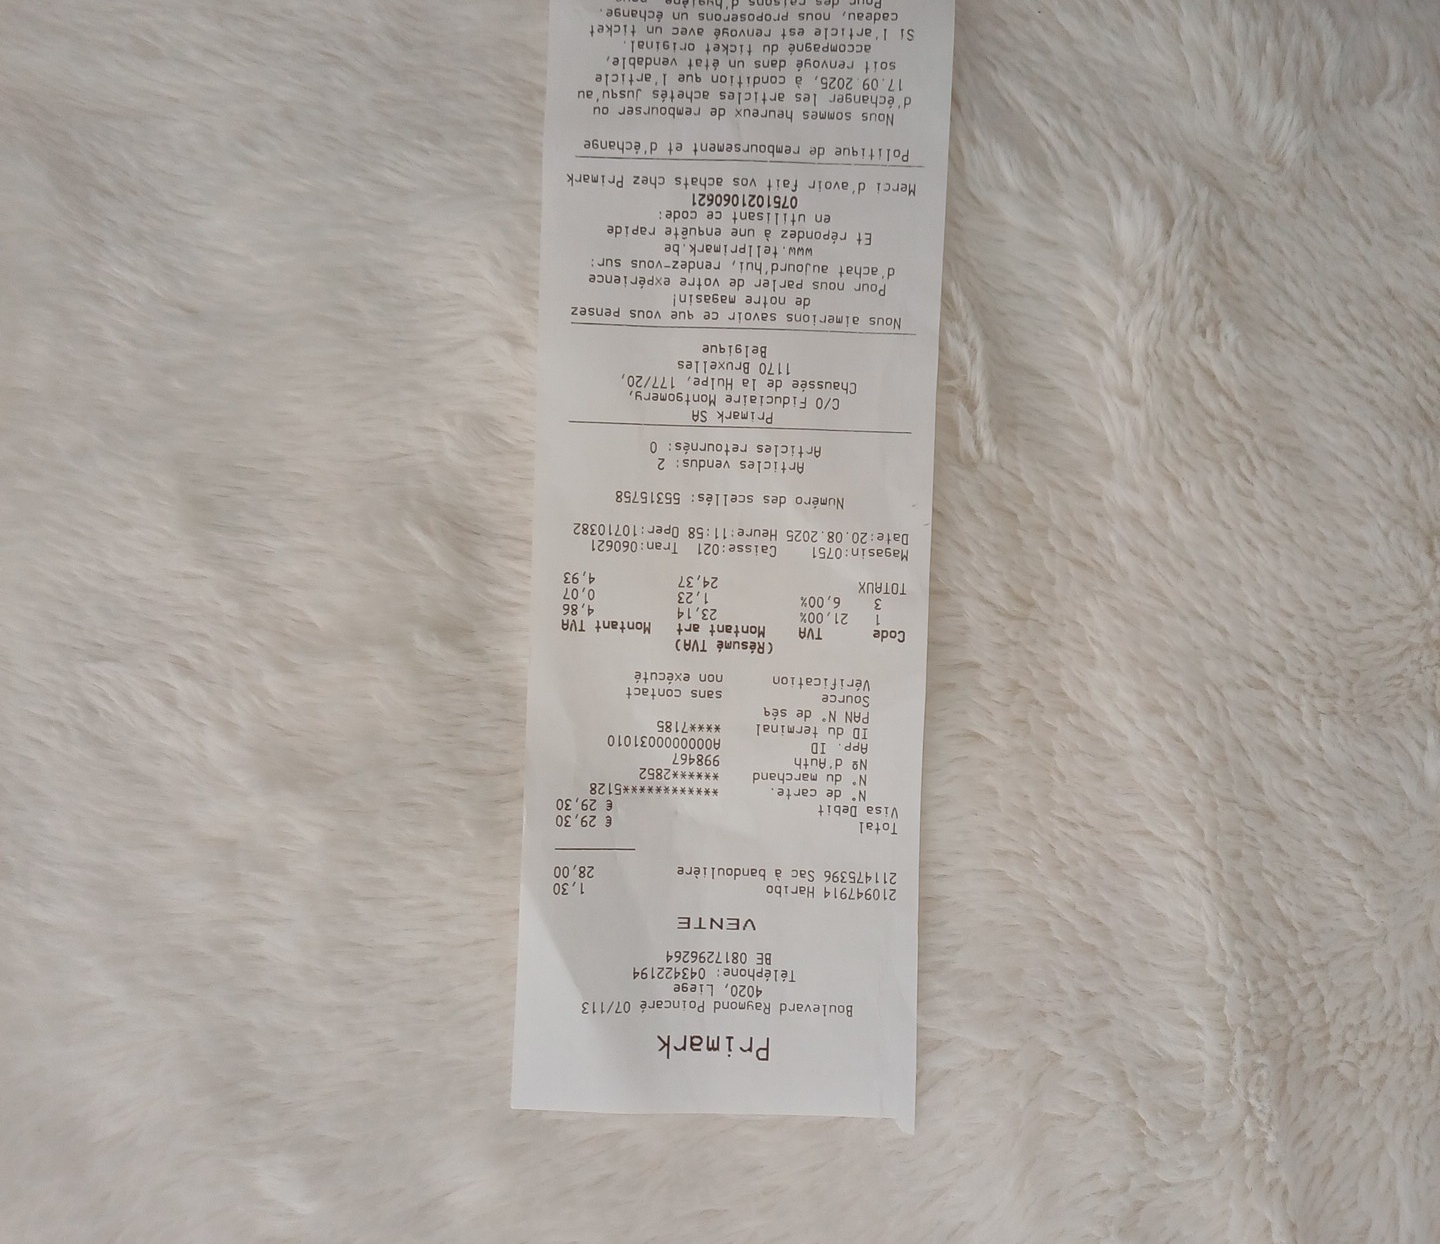 Primark
Boulevard Raymond Poincaré 07/113
4020, Liege
Téléphone: 043422194
BE 0817296264
VENTE
210947914 Haribo 1,30
211475396 Sac à bandoulière 28,00
Total € 29,30
Visa Debit € 29,30
N° de carte. ************5128
N° du marchand ******2852
Nº d'Auth 998467
App. ID A0000000031010
ID du terminal ****7185
PAN N° de séq
Source sans contact
Vérification non exécuté
(Résumé TVA)
Code TVA Montant art Montant TVA
1 21,00% 23,14 4,86
3 6,00% 1,23 0,07
TOTAUX 24,37 4,93
Magasin:0751 Caisse:021 Tran:060621
Date:20.08.2025 Heure:11:58 Oper:10710382
Numéro des scellés: 55315758
Articles vendus: 2
Articles retournés: 0
Primark SA
C/O Fiduciaire Montgomery,
Chaussée de la Hulpe, 177/20,
1170 Bruxelles
Belgique
Nous aimerions savoir ce que vous pensez
de notre magasin!
Pour nous parler de votre expérience
d'achat aujourd'hui, rendez-vous sur:
www.tellprimark.be
Et répondez à une enquête rapide
en utilisant ce code:
0751021060621
Merci d'avoir fait vos achats chez Primark
Politique de remboursement et d'échange
Nous sommes heureux de rembourser ou
d'échanger les articles achetés jusqu'au
17.09.2025, à condition que l'article
soit renvoyé dans un état vendable,
accompagné du ticket original.
Si l'article est renvoyé avec un ticket
cadeau, nous proposerons un échange.
Pour des raisons d'hygiène, nous